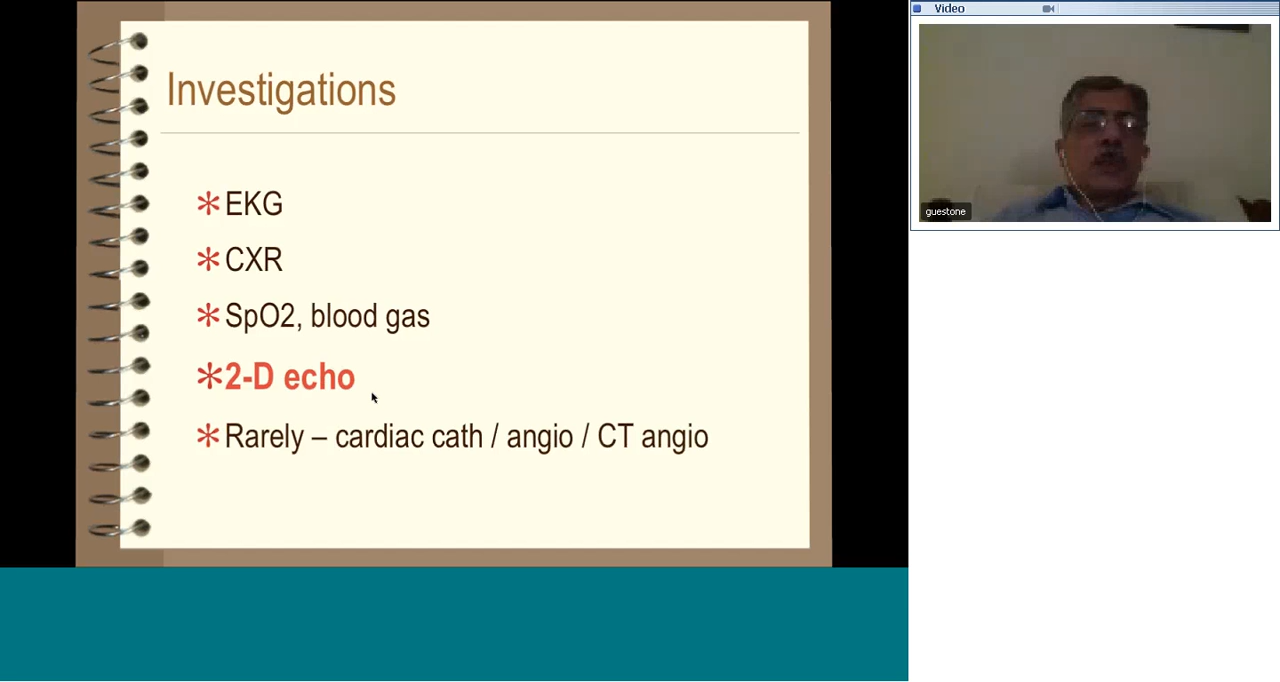 Video
Investigations
EKG
CXR
SpO2, blood gas
2-D echo
Rarely – cardiac cath / angio / CT angio
guestone